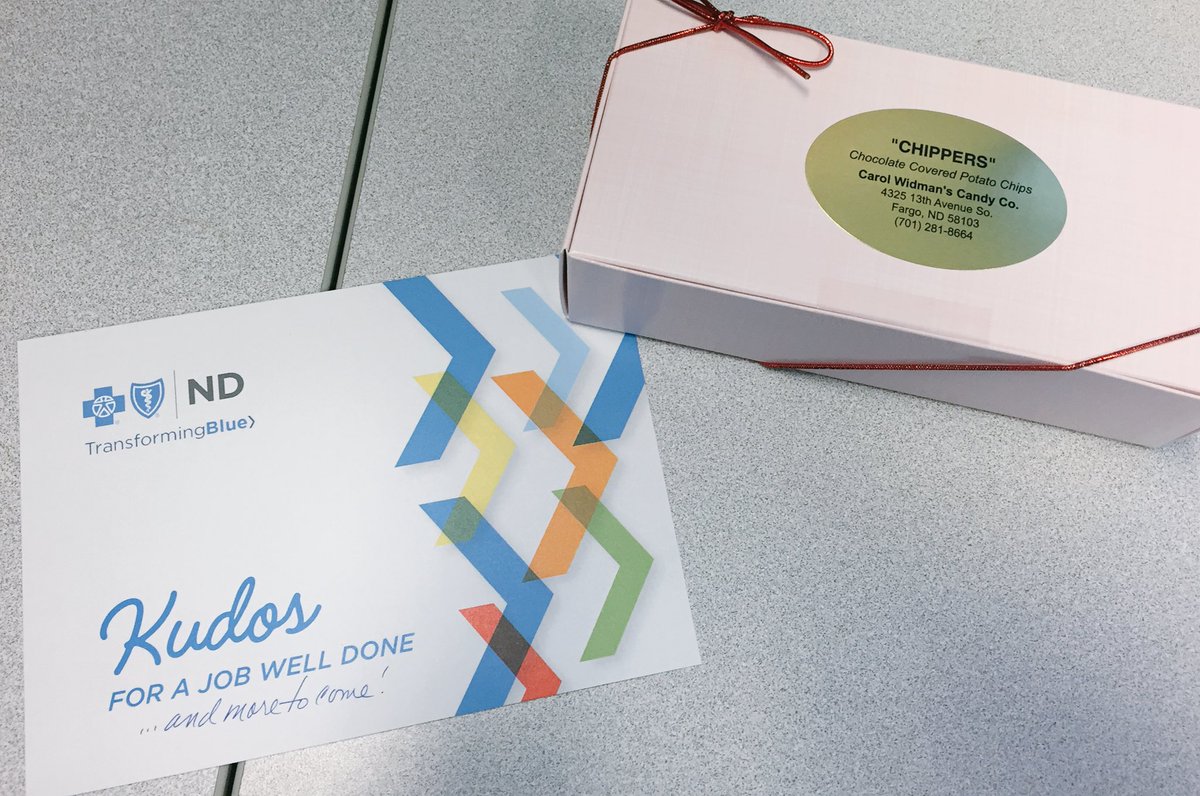 "CHIPPERS"
Chocolate Covered Potato Chips
Carol Widman's Candy Co.
4325 13th Avenue So.
Fargo, ND 58103
(701) 281-8664
ND
TransformingBlue
Kudos
FOR A JOB WELL DONE
...and more to come!